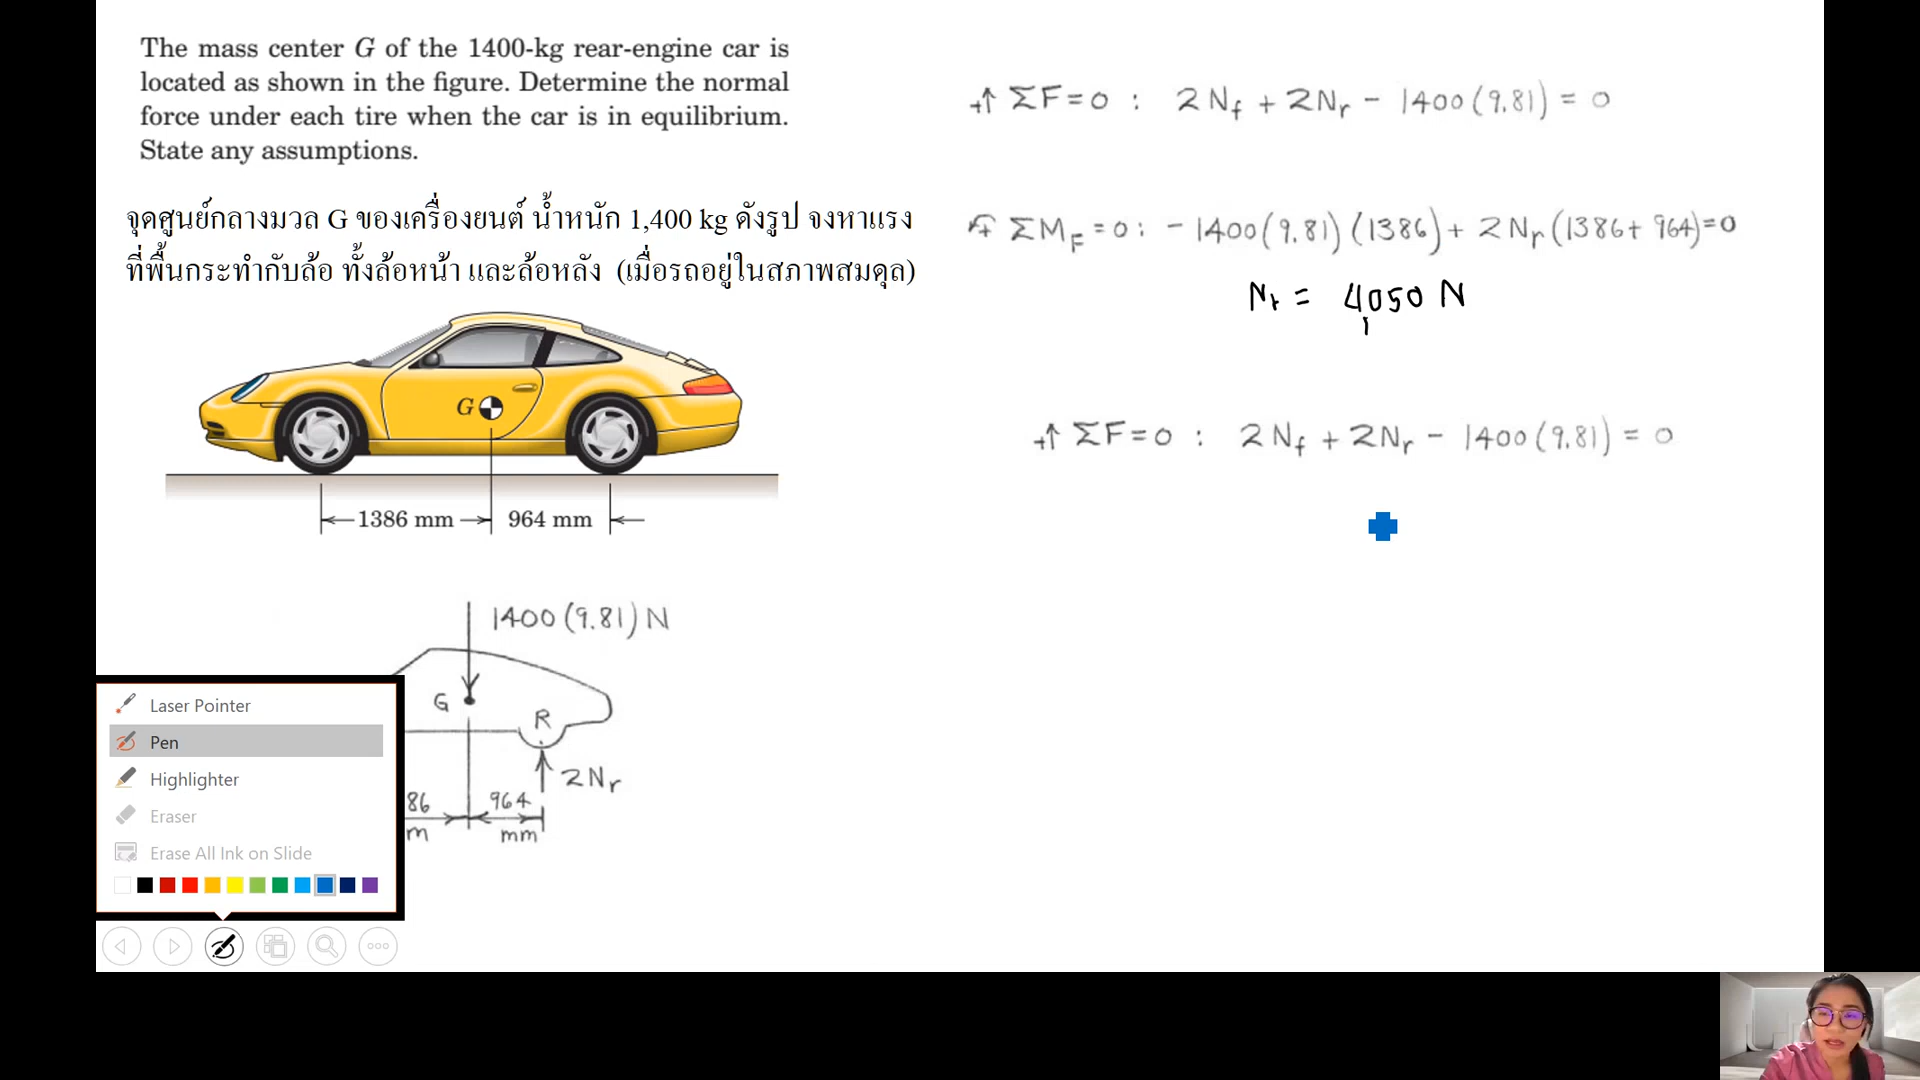 The mass center G of the 1400-kg rear-engine car is
located as shown in the figure. Determine the normal
force under each tire when the car is in equilibrium.
State any assumptions.
จุดศูนย์กลางมวล G ของเครื่องยนต์ น้ำหนัก 1,400 kg ดังรูป จงหาแรง
ที่พื้นกระทำกับล้อ ทั้งล้อหน้า และล้อหลัง (เมื่อรถอยู่ในสภาพสมดุล)
G
1386 mm 964 mm
1400(9.81) N
G
R
2Nr
86 964
m mm
+↑ ΣF=0 : 2Nf + 2Nr - 1400(9.81) = 0
ΣMF=0: -1400(9.81)(1386)+ 2Nr(1386+964)=0
Nr = 4050 N
+↑ ΣF=0 : 2Nf + 2Nr - 1400(9.81) = 0
Laser Pointer
Pen
Highlighter
Eraser
Erase All Ink on Slide